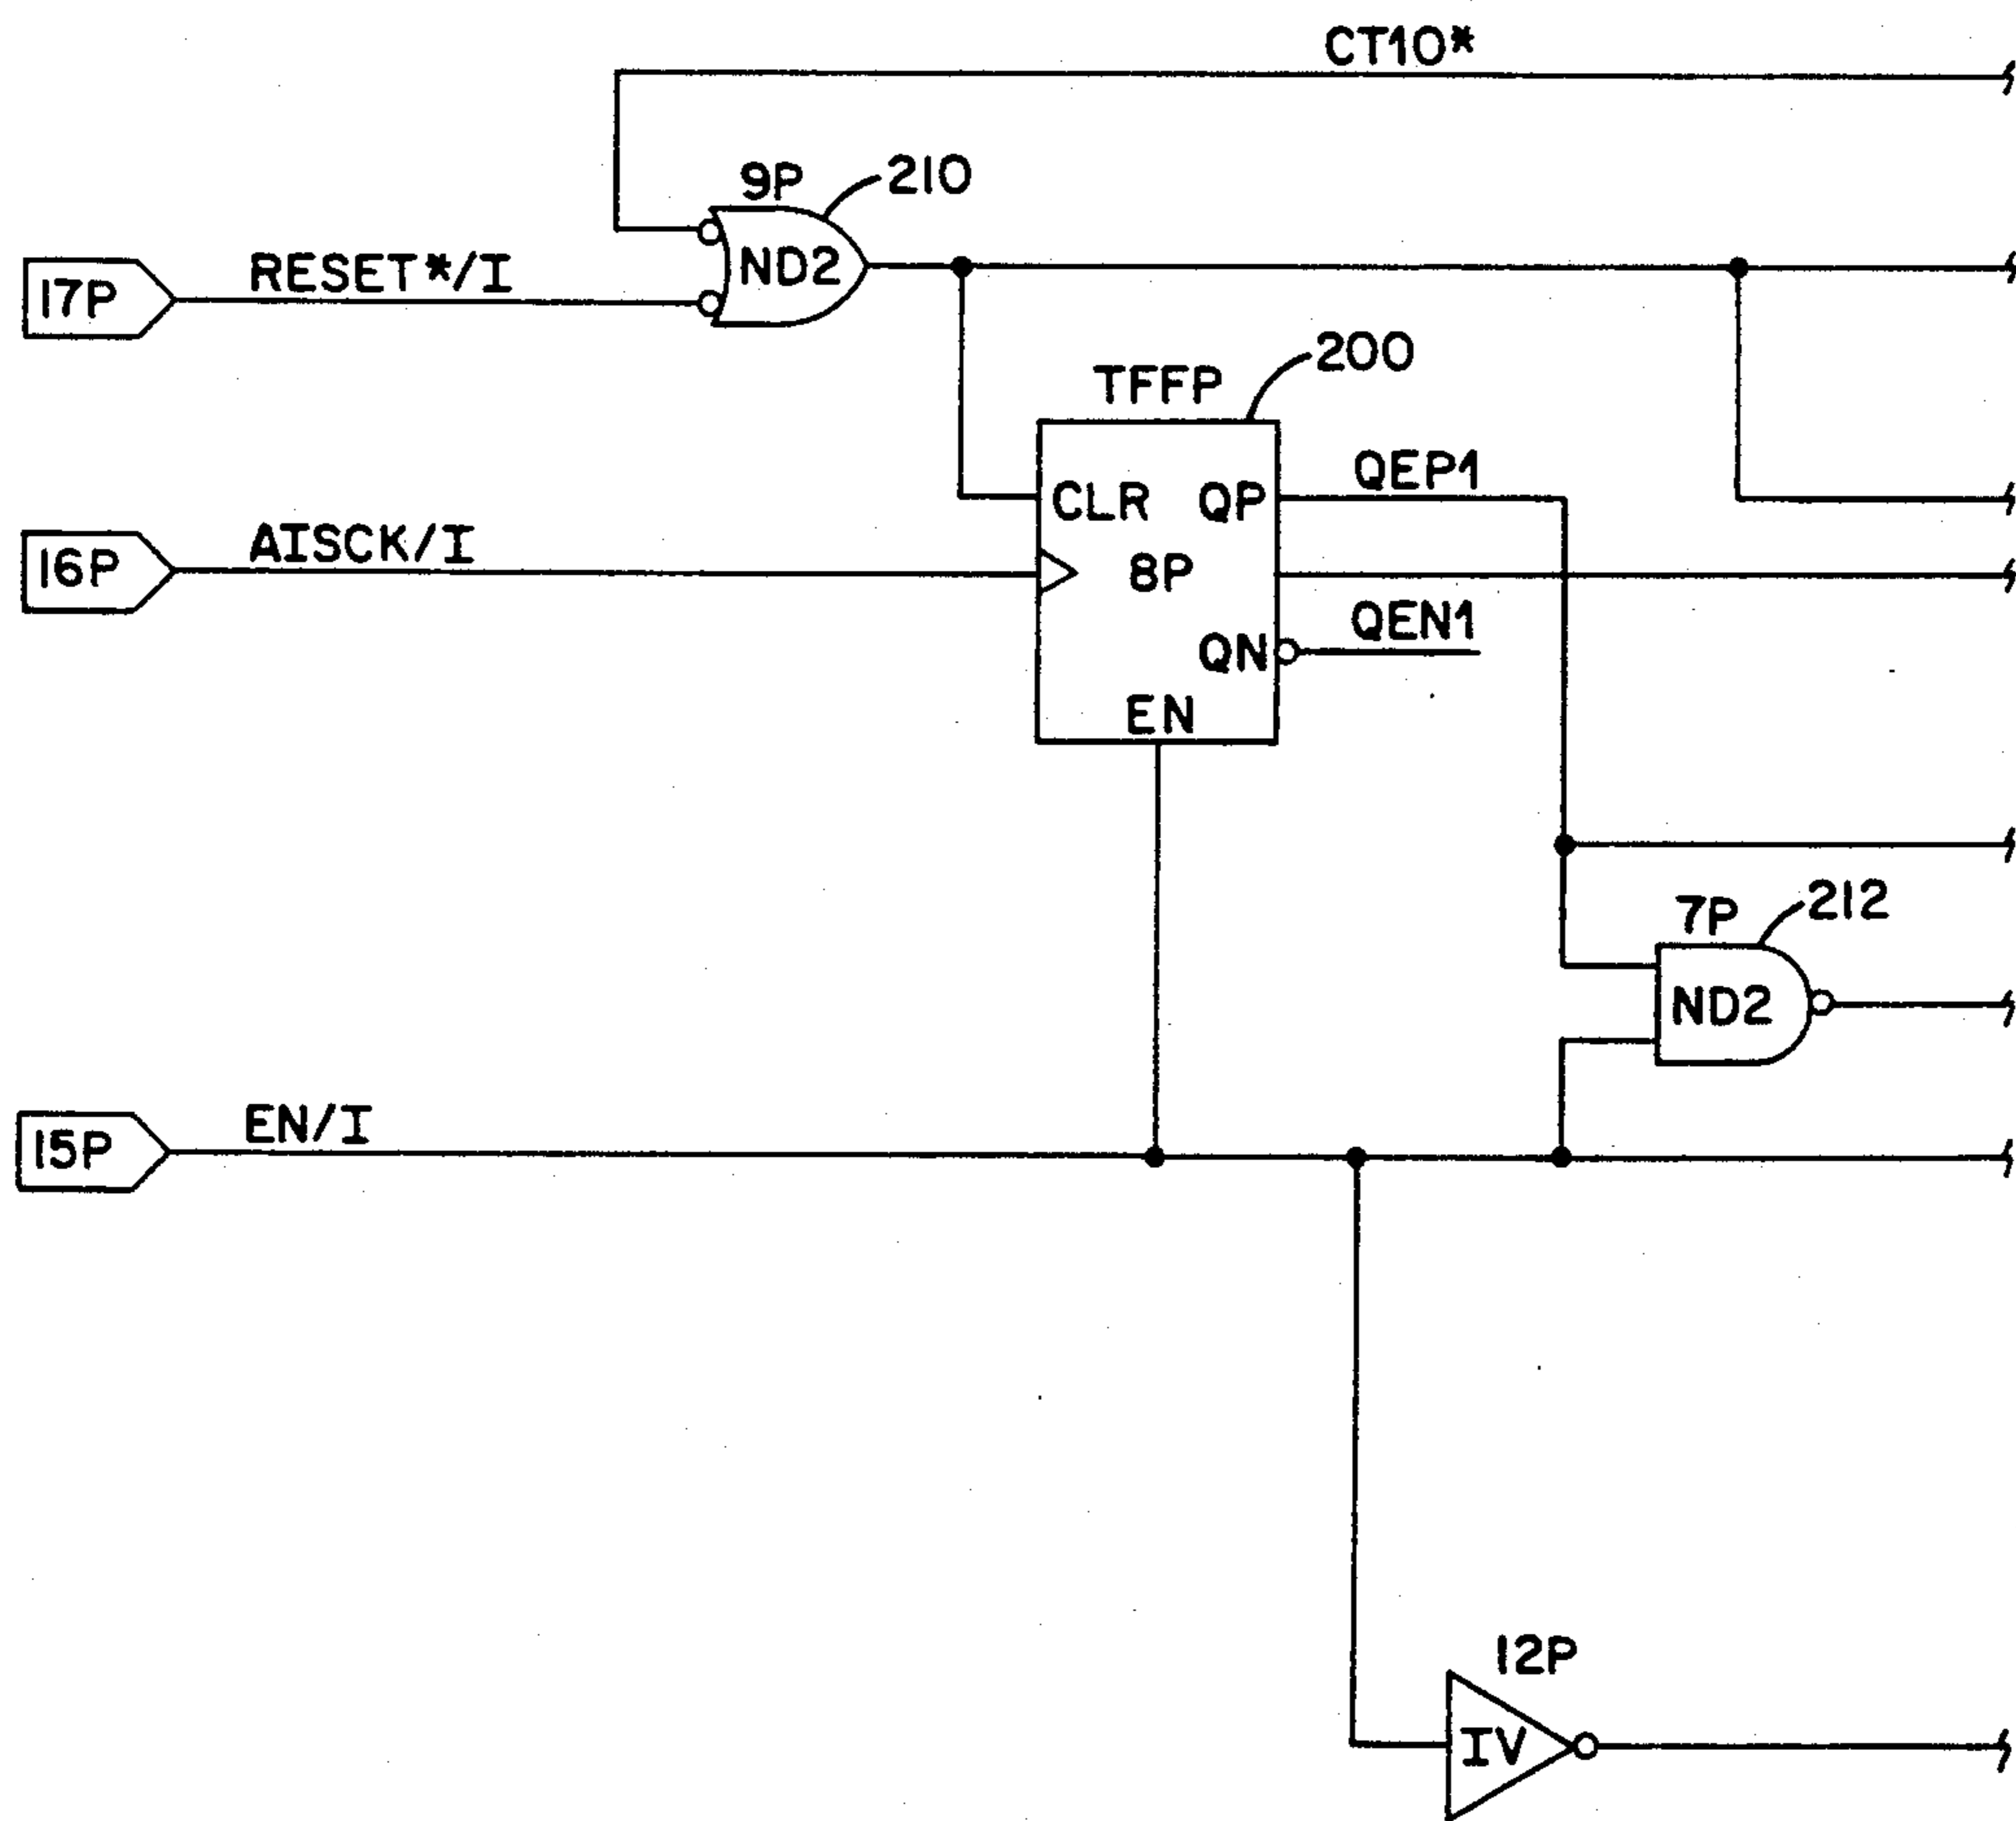 CT10*
9P
210
ND2
17P
RESET*/I
200
TFFP
QEP1
CLR
QP
16P
AISCK/I
8P
QEN1
QN
EN
7P
212
ND2
15P
EN/I
12P
IV